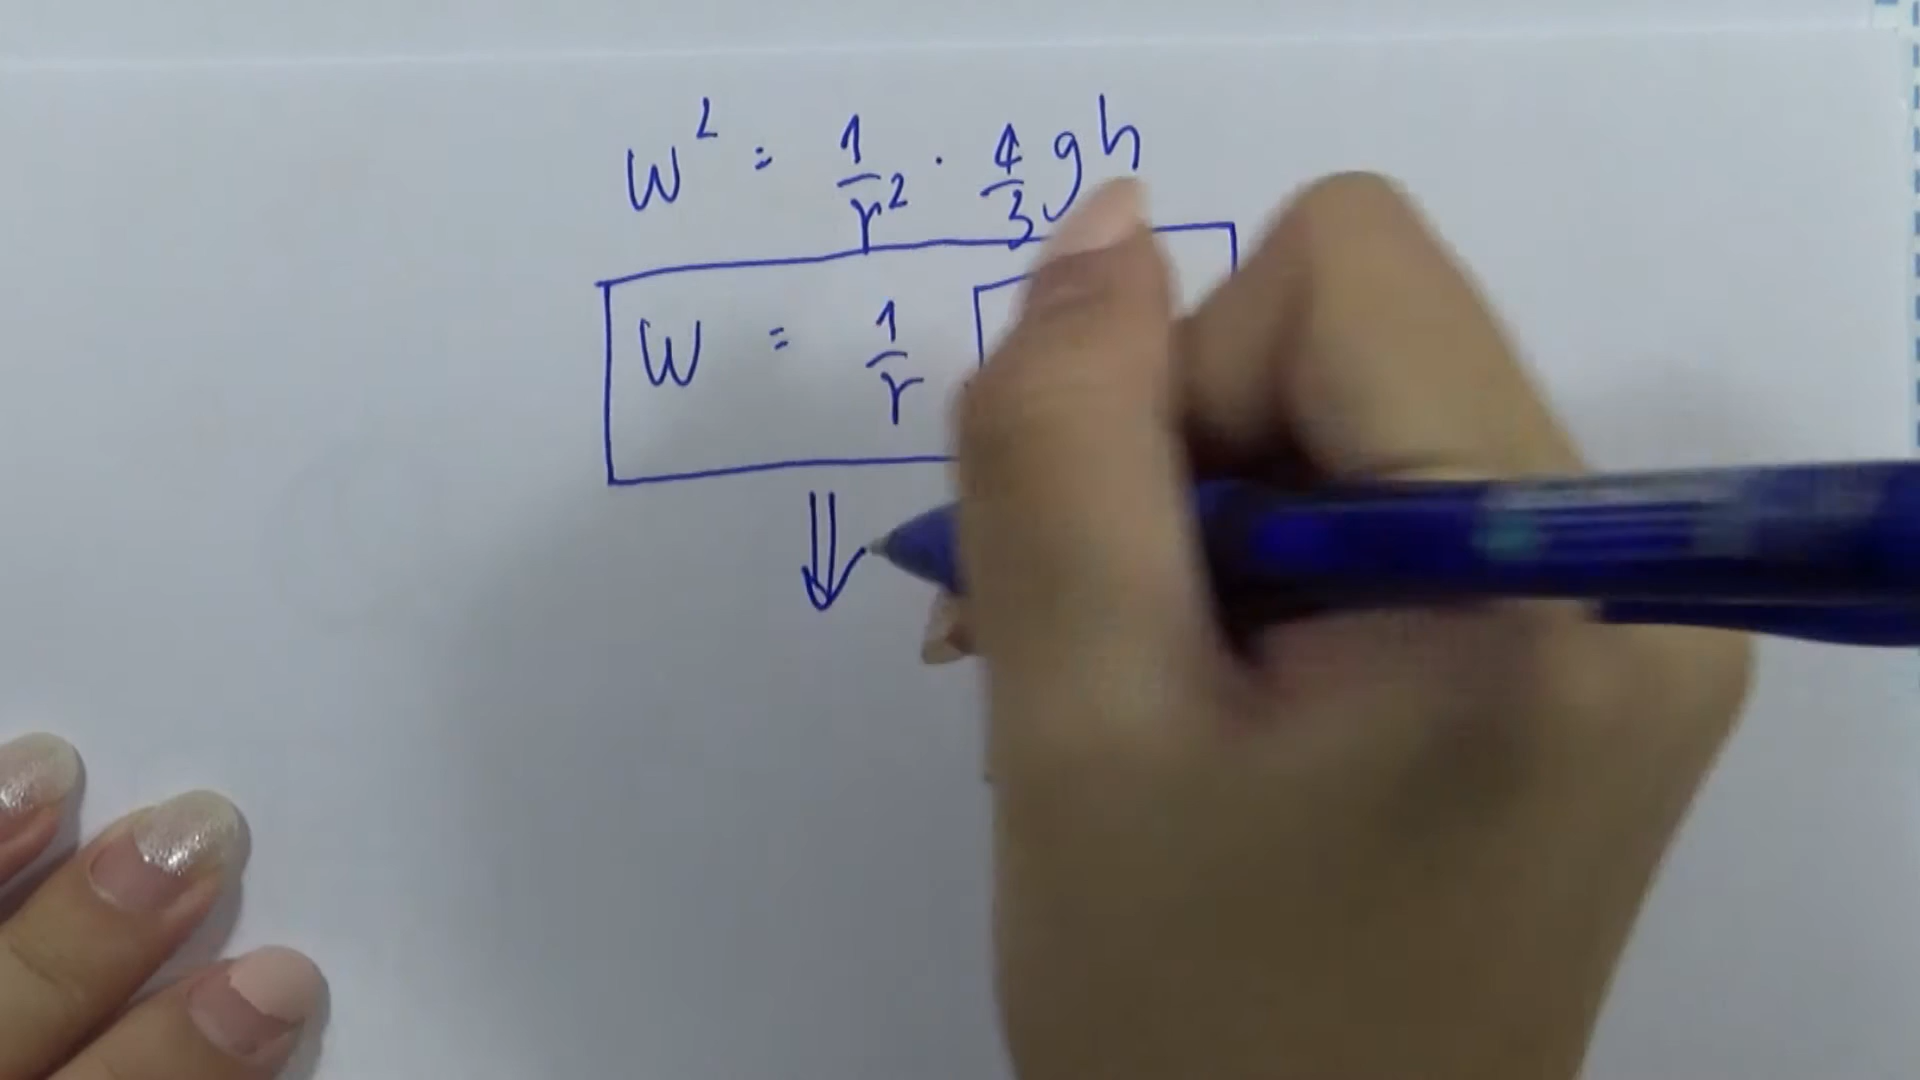 W² = 1/r² · 4/3 gh
W = 1/r √